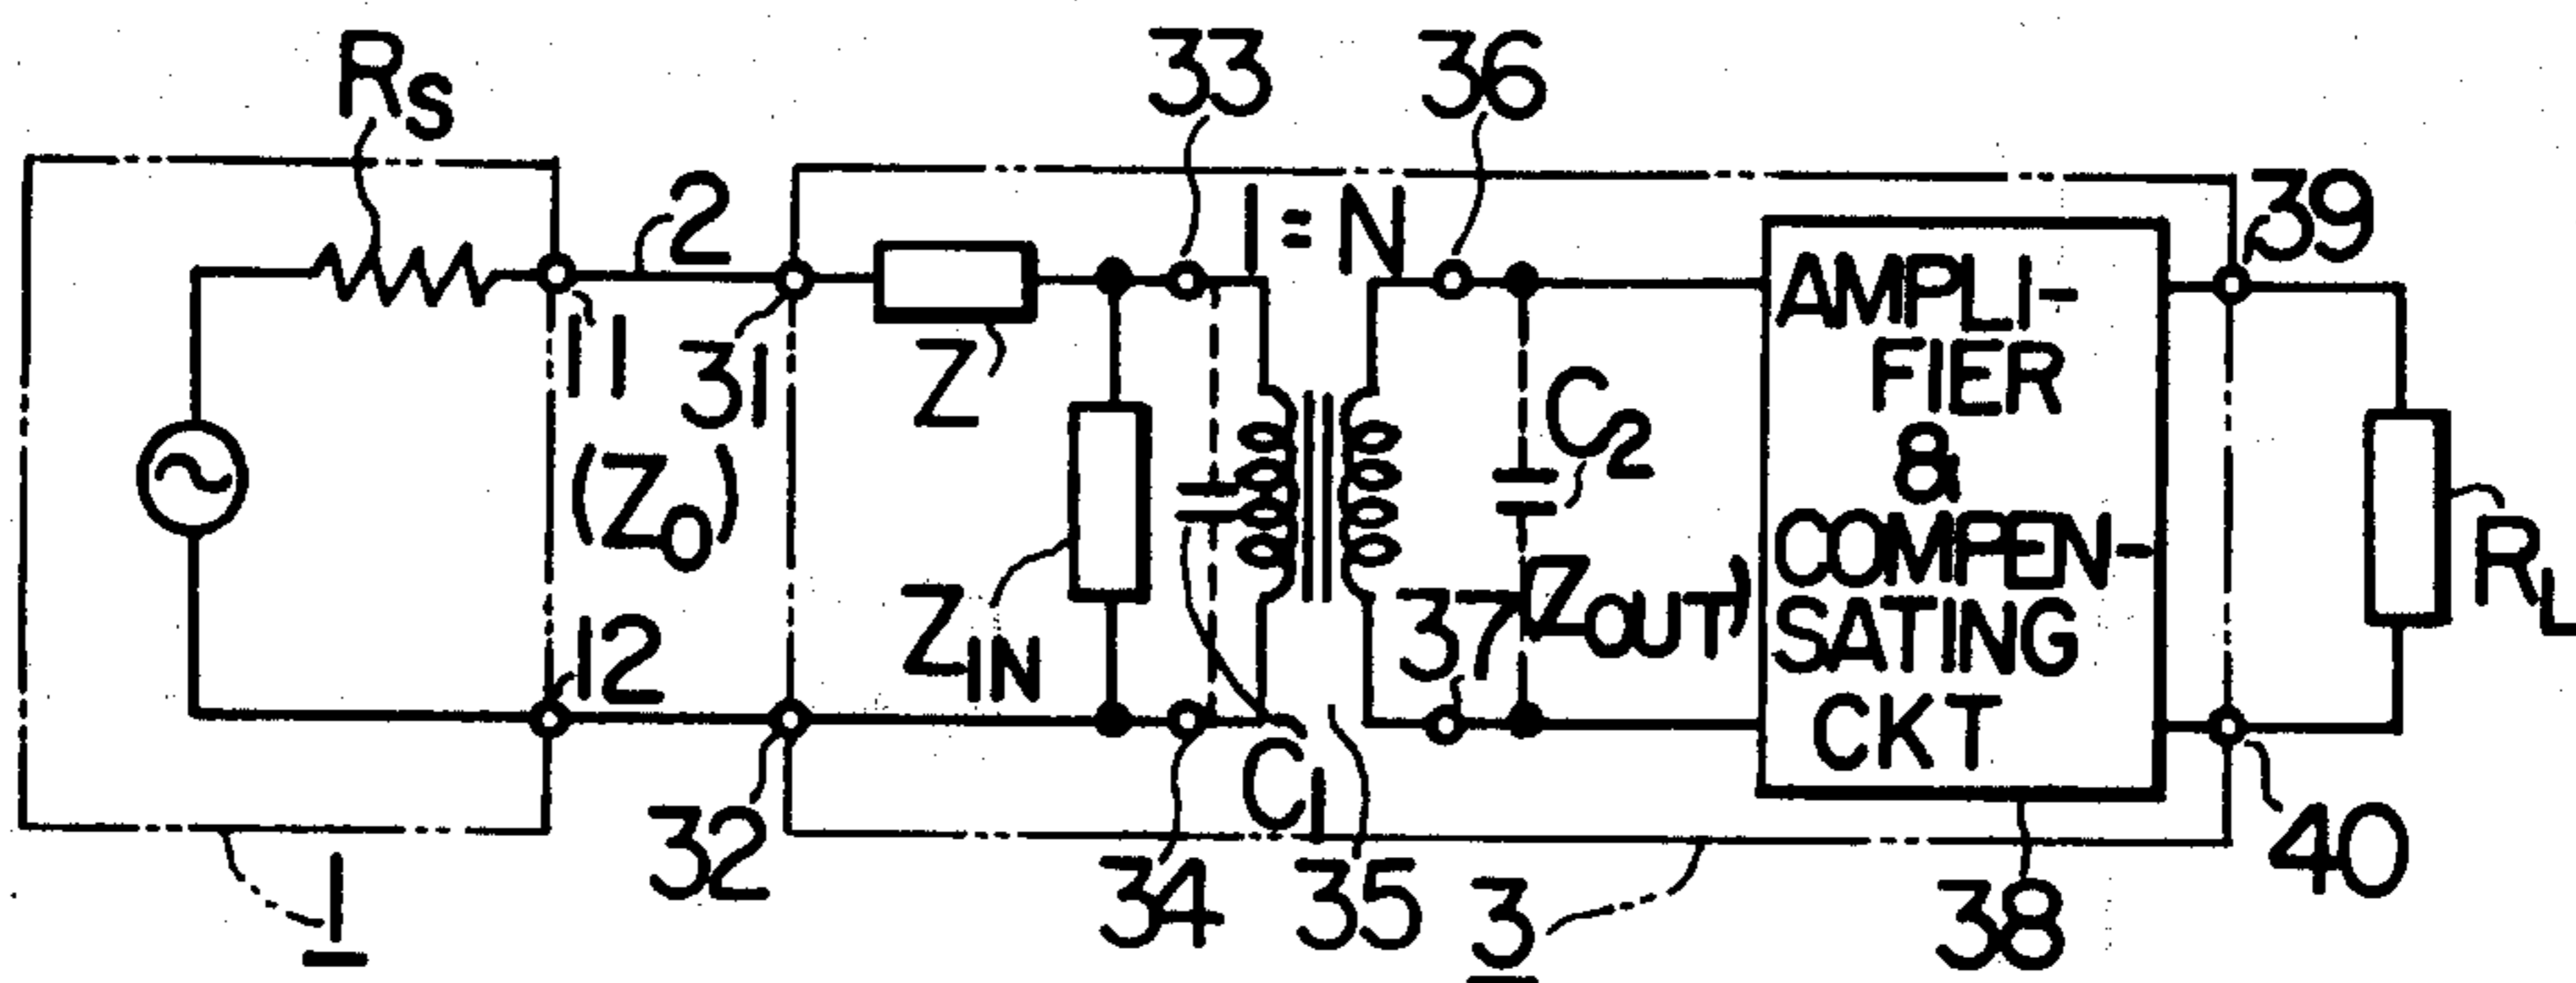 RS
33
36
2
1=N
39
11
31
Z
(ZO)
C2
AMPLI-
FIER
&
COMPEN-
SATING
CKT
RL
ZIN
37
(ZOUT)
12
C1
32
34
35
3
38
40
1